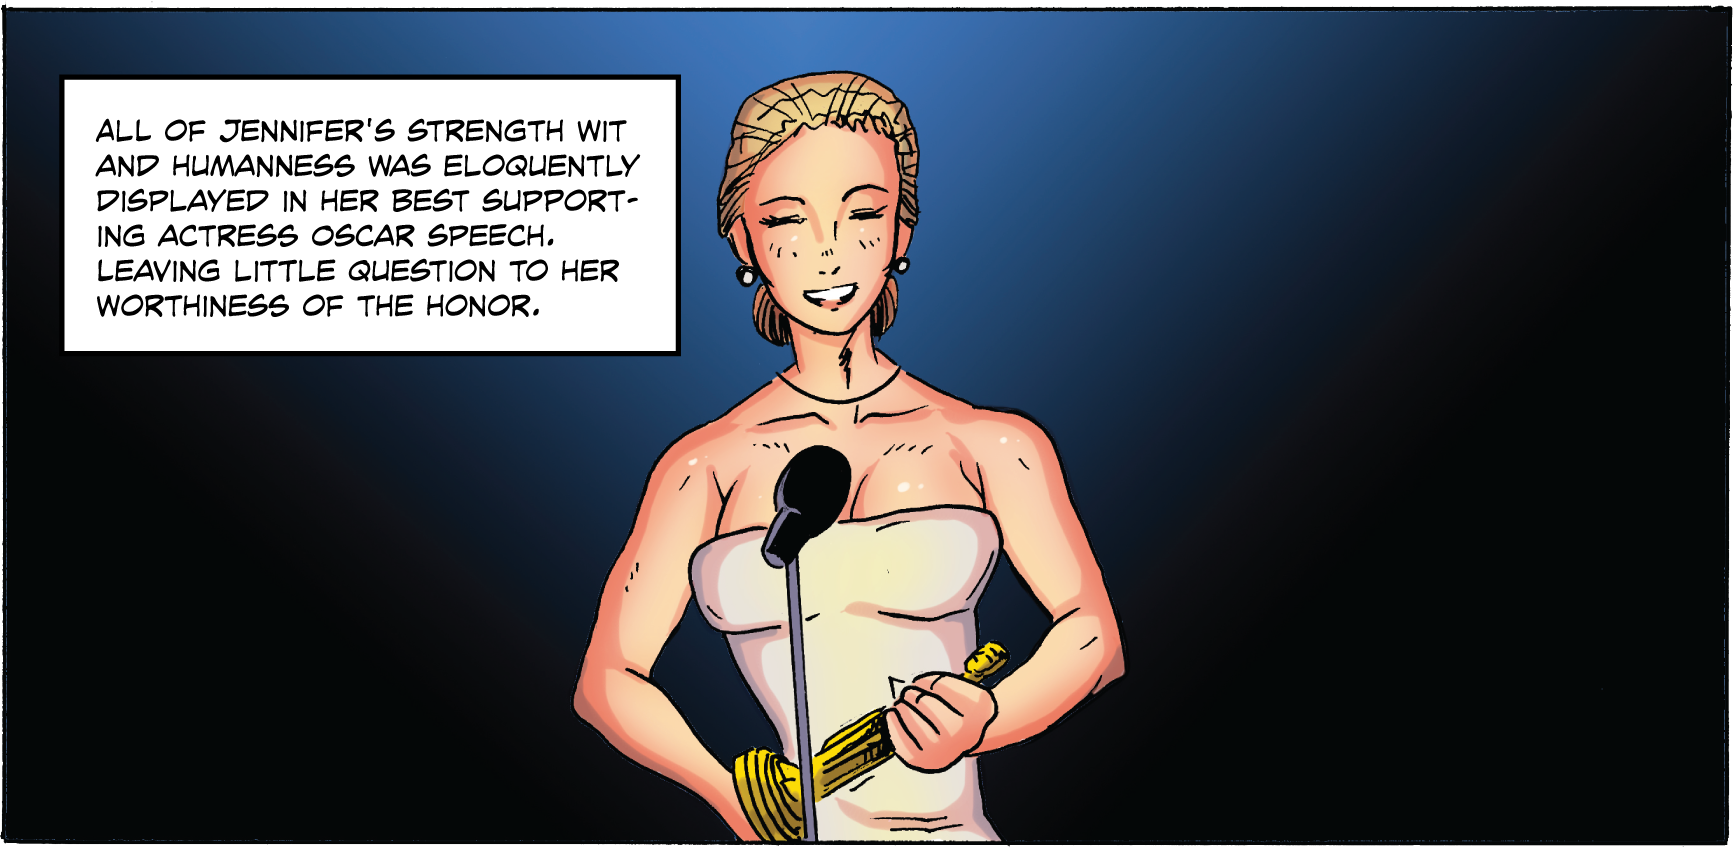 ALL OF JENNIFER'S STRENGTH WIT
AND HUMANNESS WAS ELOQUENTLY
DISPLAYED IN HER BEST SUPPORT-
ING ACTRESS OSCAR SPEECH.
LEAVING LITTLE QUESTION TO HER
WORTHINESS OF THE HONOR.